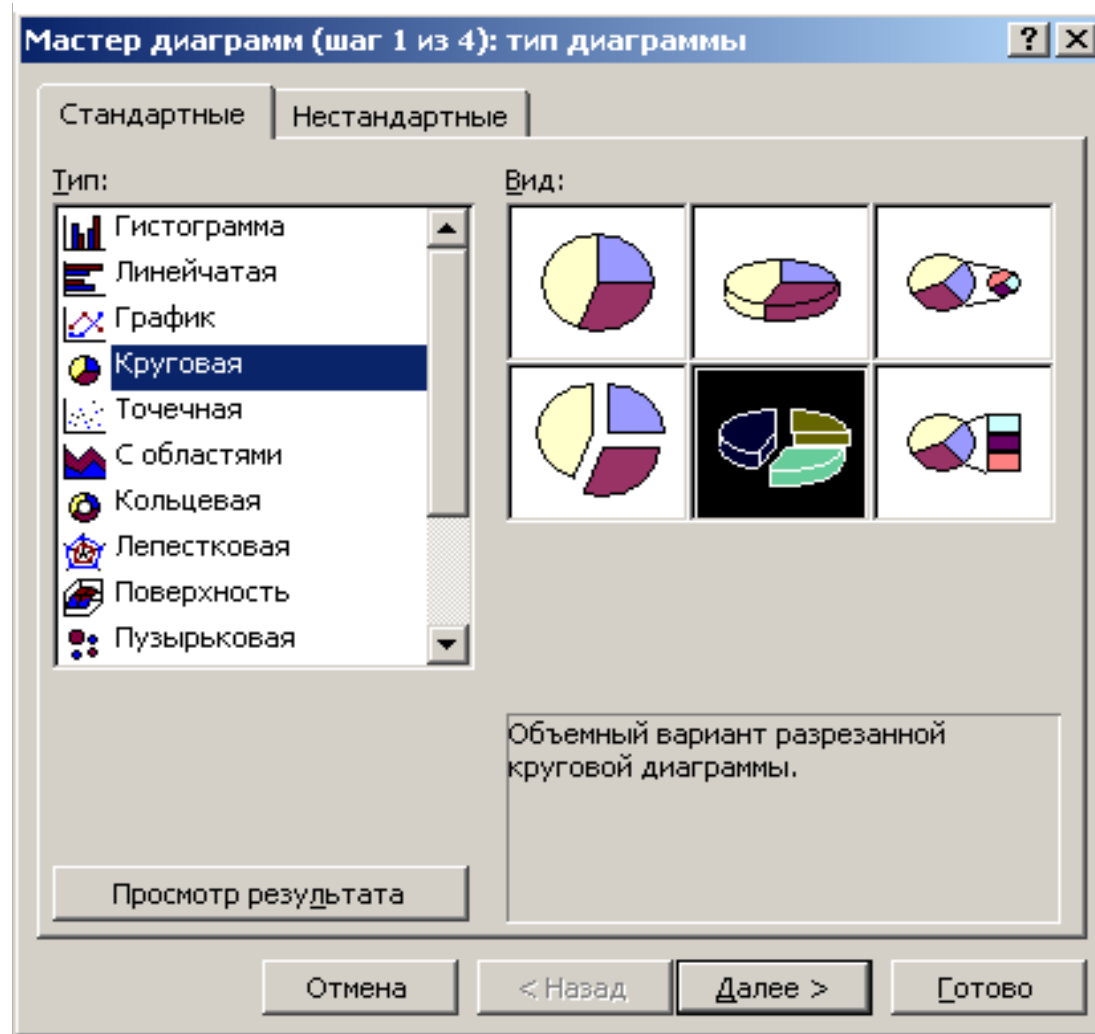 Мастер диаграмм (шаг 1 из 4): тип диаграммы
Стандартные
Нестандартные
Тип:
Гистограмма
Линейчатая
График
Круговая
Точечная
С областями
Кольцевая
Лепестковая
Поверхность
Пузырьковая
Вид:
Объемный вариант разрезанной
круговой диаграммы.
Просмотр результата
Отмена
< Назад
Далее >
Готово